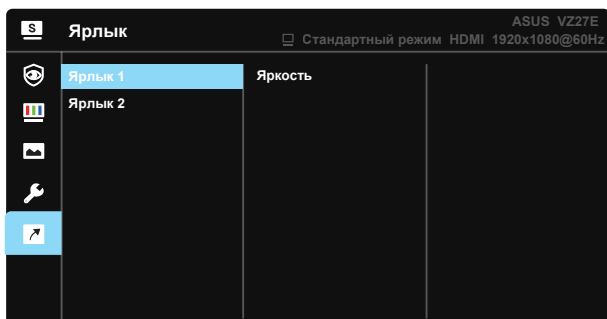 S Ярлык
ASUS VZ27E
Стандартный режим HDMI 1920x1080@60Hz
Ярлык 1
Яркость
Ярлык 2